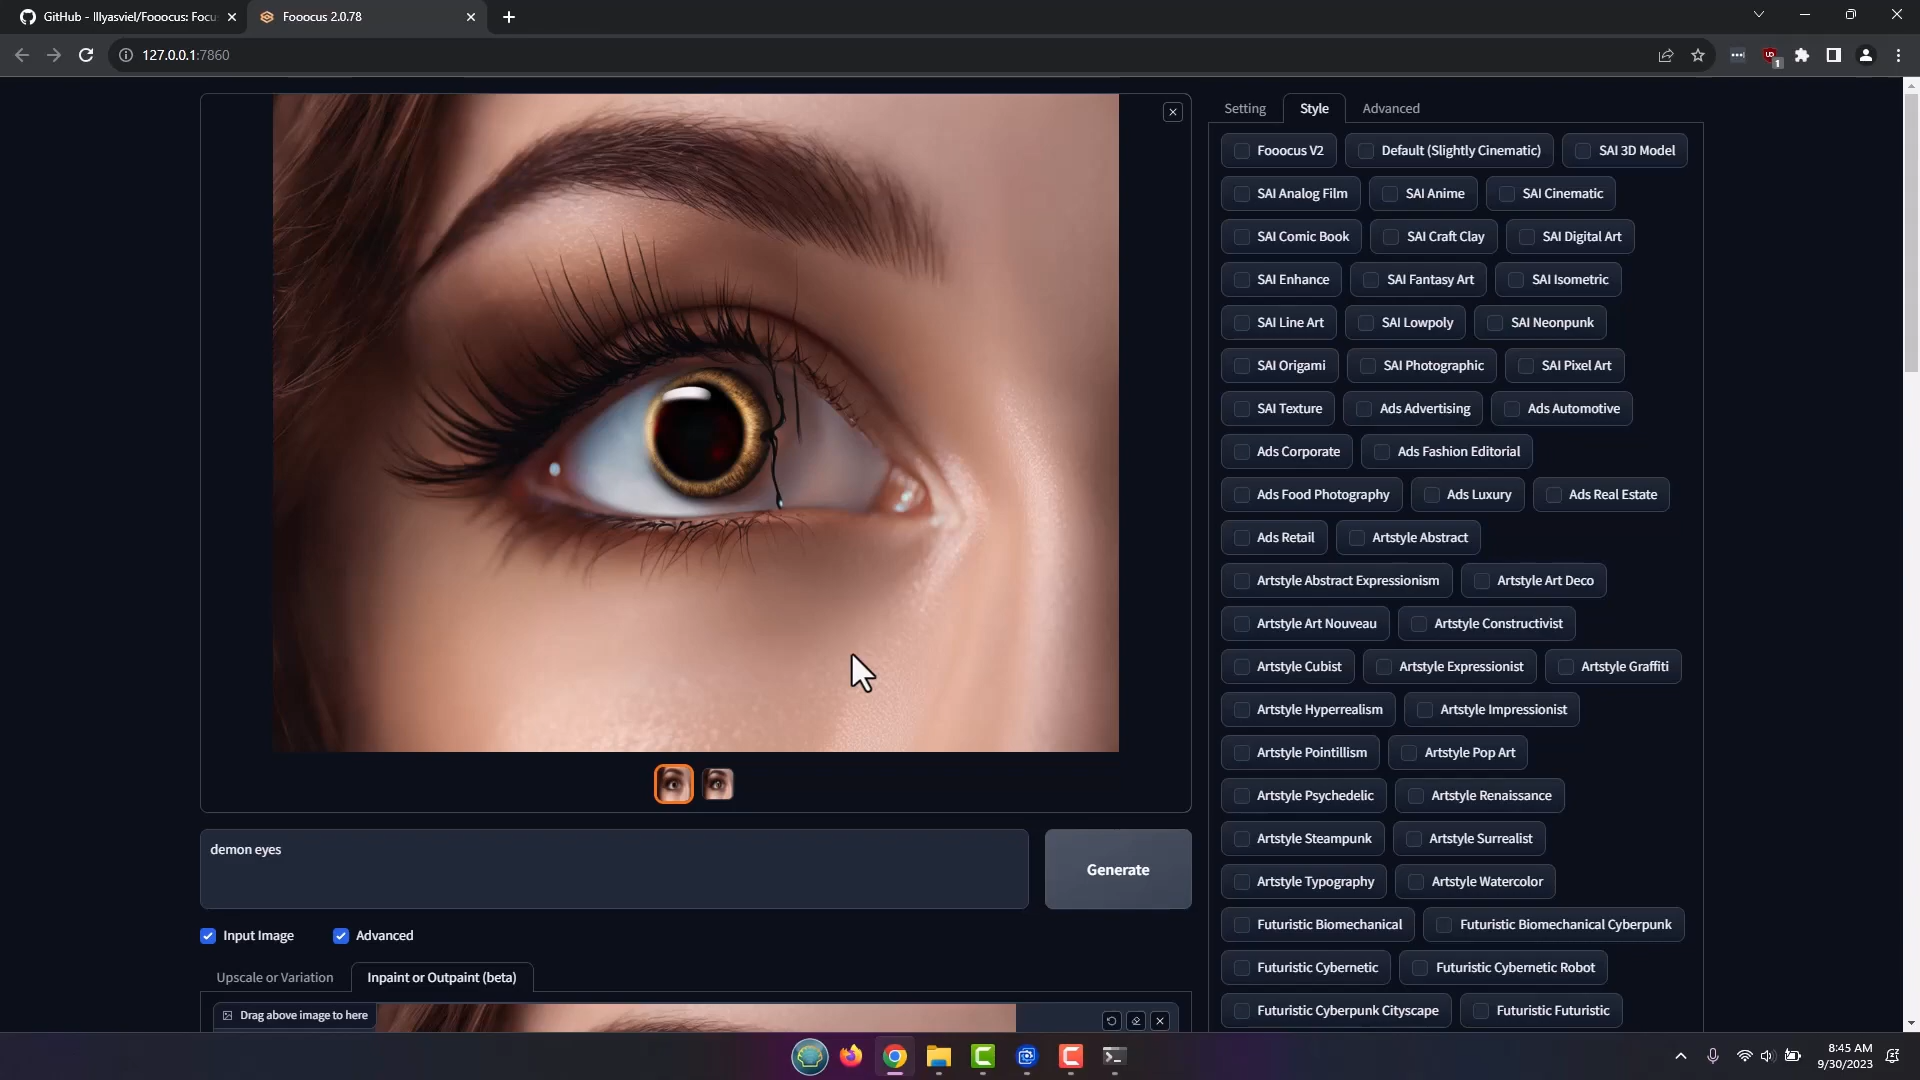 GitHub - lllyasviel/Fooocus: Focu
Fooocus 2.0.78
127.0.0.1:7860
1
Setting
Style
Advanced
Fooocus V2
Default (Slightly Cinematic)
SAI 3D Model
SAI Analog Film
SAI Anime
SAI Cinematic
SAI Comic Book
SAI Craft Clay
SAI Digital Art
SAI Enhance
SAI Fantasy Art
SAI Isometric
SAI Line Art
SAI Lowpoly
SAI Neonpunk
SAI Origami
SAI Photographic
SAI Pixel Art
SAI Texture
Ads Advertising
Ads Automotive
Ads Corporate
Ads Fashion Editorial
Ads Food Photography
Ads Luxury
Ads Real Estate
Ads Retail
Artstyle Abstract
Artstyle Abstract Expressionism
Artstyle Art Deco
Artstyle Art Nouveau
Artstyle Constructivist
Artstyle Cubist
Artstyle Expressionist
Artstyle Graffiti
Artstyle Hyperrealism
Artstyle Impressionist
Artstyle Pointillism
Artstyle Pop Art
Artstyle Psychedelic
Artstyle Renaissance
Artstyle Steampunk
Artstyle Surrealist
Artstyle Typography
Artstyle Watercolor
Futuristic Biomechanical
Futuristic Biomechanical Cyberpunk
Futuristic Cybernetic
Futuristic Cybernetic Robot
Futuristic Cyberpunk Cityscape
Futuristic Futuristic
demon eyes
Generate
Input Image
Advanced
Upscale or Variation
Inpaint or Outpaint (beta)
Drag above image to here
8:45 AM
9/30/2023